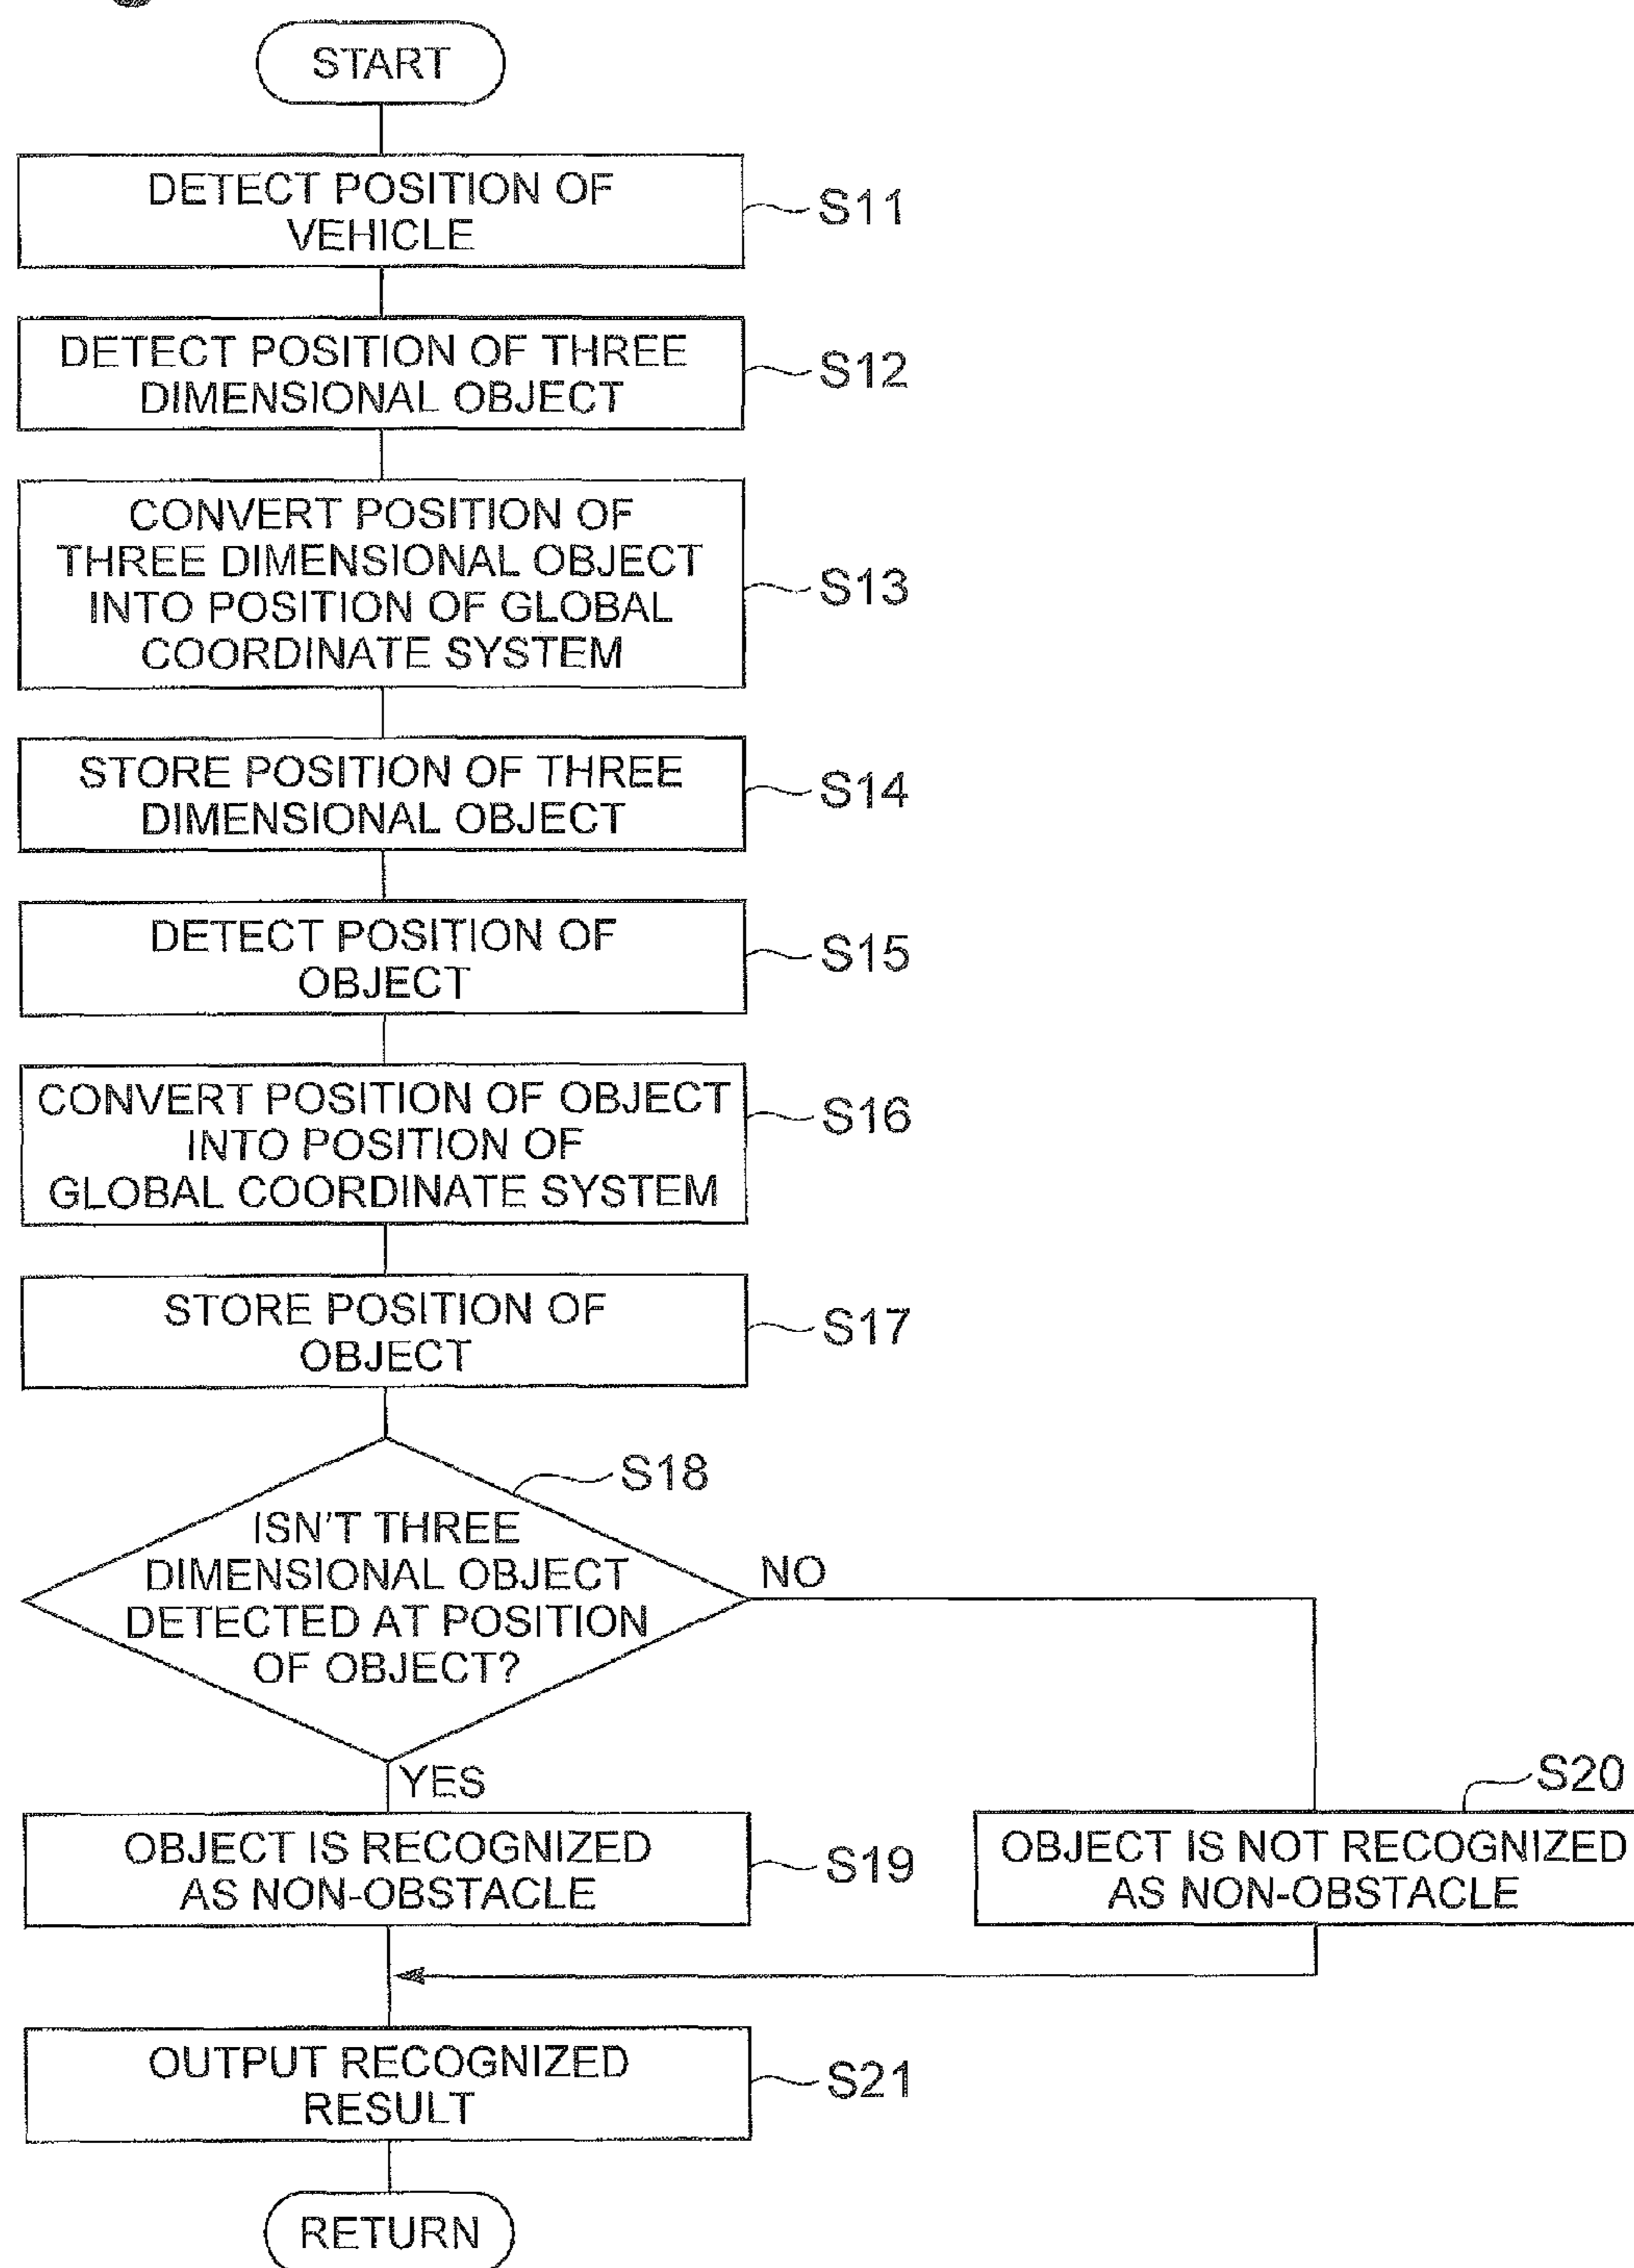 START
DETECT POSITION OF
VEHICLE
S11
DETECT POSITION OF THREE
DIMENSIONAL OBJECT
S12
CONVERT POSITION OF
THREE DIMENSIONAL OBJECT
INTO POSITION OF GLOBAL
COORDINATE SYSTEM
S13
STORE POSITION OF THREE
DIMENSIONAL OBJECT
S14
DETECT POSITION OF
OBJECT
S15
CONVERT POSITION OF OBJECT
INTO POSITION OF
GLOBAL COORDINATE SYSTEM
S16
STORE POSITION OF
OBJECT
S17
S18
ISN'T THREE
DIMENSIONAL OBJECT
DETECTED AT POSITION
OF OBJECT?
NO
YES
OBJECT IS RECOGNIZED
AS NON-OBSTACLE
S19
S20
OBJECT IS NOT RECOGNIZED
AS NON-OBSTACLE
OUTPUT RECOGNIZED
RESULT
S21
RETURN